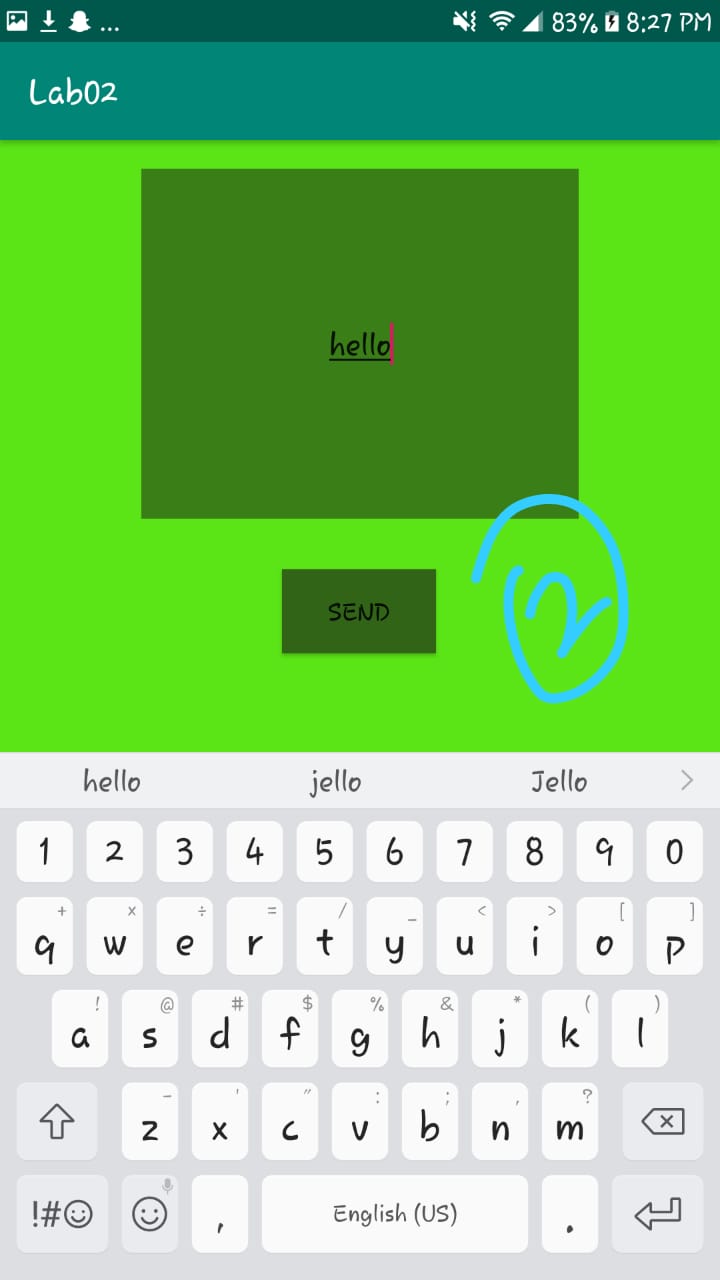 ... 83% 8:27 PM
Lab02
hello
SEND
2
hello jello Jello >
1 2 3 4 5 6 7 8 9 0
+ × ÷ = / _ < > [ ]
q w e r t y u i o p
! @ # $ % & * ( )
a s d f g h j k l
- ' " : ; , ?
z x c v b n m
!#☺ , English (US) .